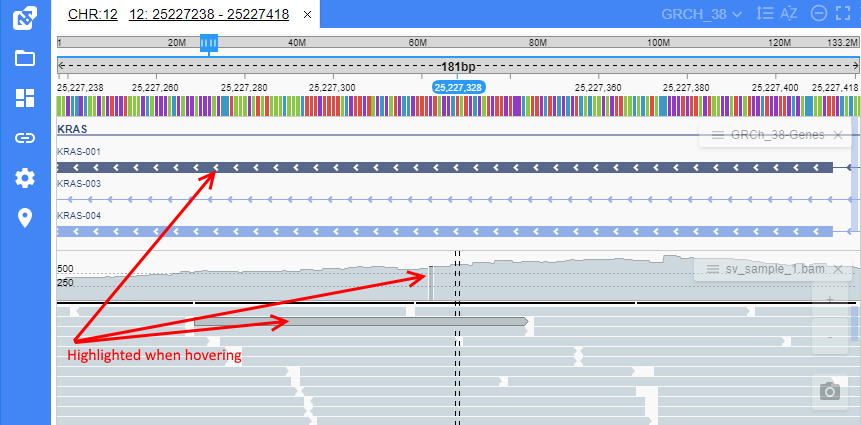 CHR:12 12: 25227238 - 25227418 × GRCH_38
1 20M 40M 60M 80M 100M 120M 133.2M
181bp
25,227,238 25,227,260 25,227,280 25,227,300 25,227,328 25,227,360 25,227,380 25,227,400 25,227,418
KRAS
GRCh_38-Genes ×
KRAS-001
KRAS-003
KRAS-004
500
sv_sample_1.bam ×
250
Highlighted when hovering